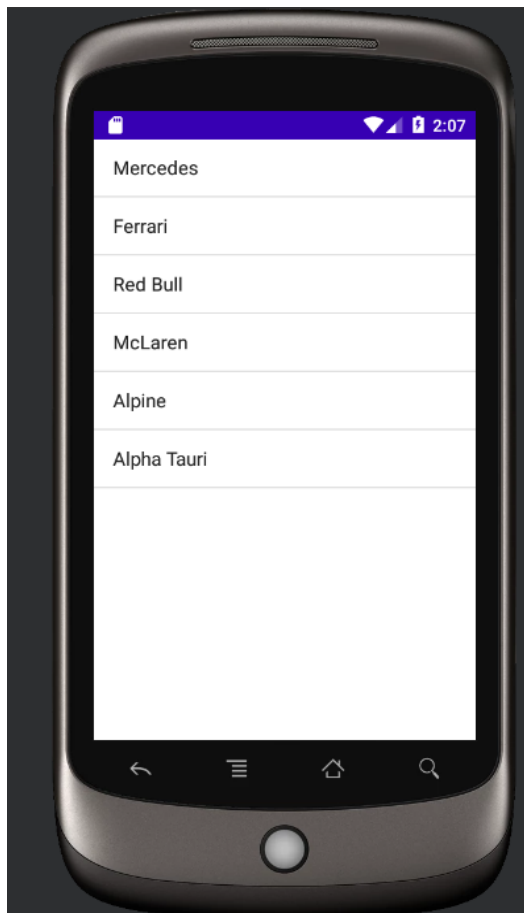 2:07
Mercedes
Ferrari
Red Bull
McLaren
Alpine
Alpha Tauri